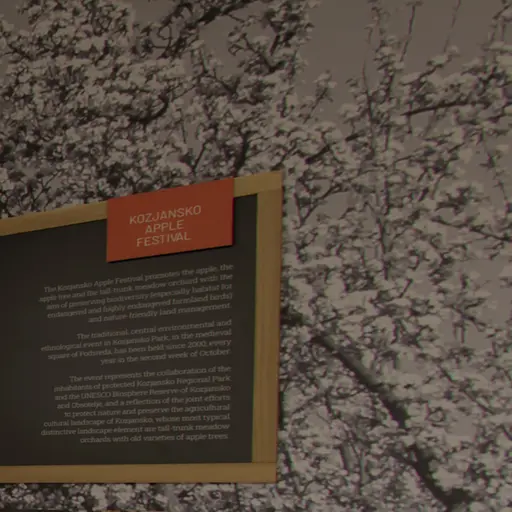 KOZJANSKO
APPLE
FESTIVAL
The Kozjansko Apple Festival promotes the apple, the
apple tree and the tall-trunk meadow orchard with the
aim of preserving biodiversity (especially habitat for
endangered and highly endangered farmland birds)
and nature-friendly land management.
The traditional, central environmental and
ethnological event in Kozjansko Park, in the medieval
square of Podsreda, has been held since 2000, every
year in the second week of October.
The event represents the collaboration of the
inhabitants of protected Kozjansko Regional Park
and the UNESCO Biosphere Reserve of Kozjansko
and Obsotelje, and a reflection of the joint efforts
to protect nature and preserve the agricultural
cultural landscape of Kozjansko, whose most typical
distinctive landscape element are tall-trunk meadow
orchards with old varieties of apple trees.